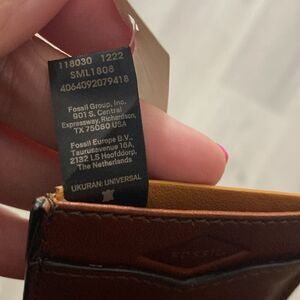 118030 1222
SML1808
4064092079418
Fossil Group, Inc.
901 S. Central
Expressway, Richardson,
TX 75080 USA
Fossil Europe B.V.,
Taurusavenue 18A,
2132 LS Hoofddorp,
The Netherlands
UKURAN: UNIVERSAL
FOSSIL